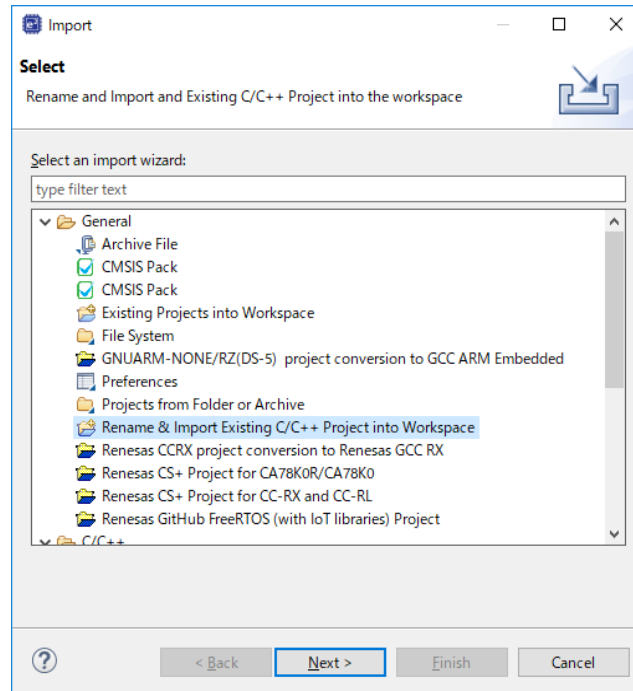 Import
Select
Rename and Import and Existing C/C++ Project into the workspace
Select an import wizard:
type filter text
General
Archive File
CMSIS Pack
CMSIS Pack
Existing Projects into Workspace
File System
GNUARM-NONE/RZ(DS-5)  project conversion to GCC ARM Embedded
Preferences
Projects from Folder or Archive
Rename & Import Existing C/C++ Project into Workspace
Renesas CCRX project conversion to Renesas GCC RX
Renesas CS+ Project for CA78K0R/CA78K0
Renesas CS+ Project for CC-RX and CC-RL
Renesas GitHub FreeRTOS (with IoT libraries) Project
C/C++
< Back
Next >
Finish
Cancel